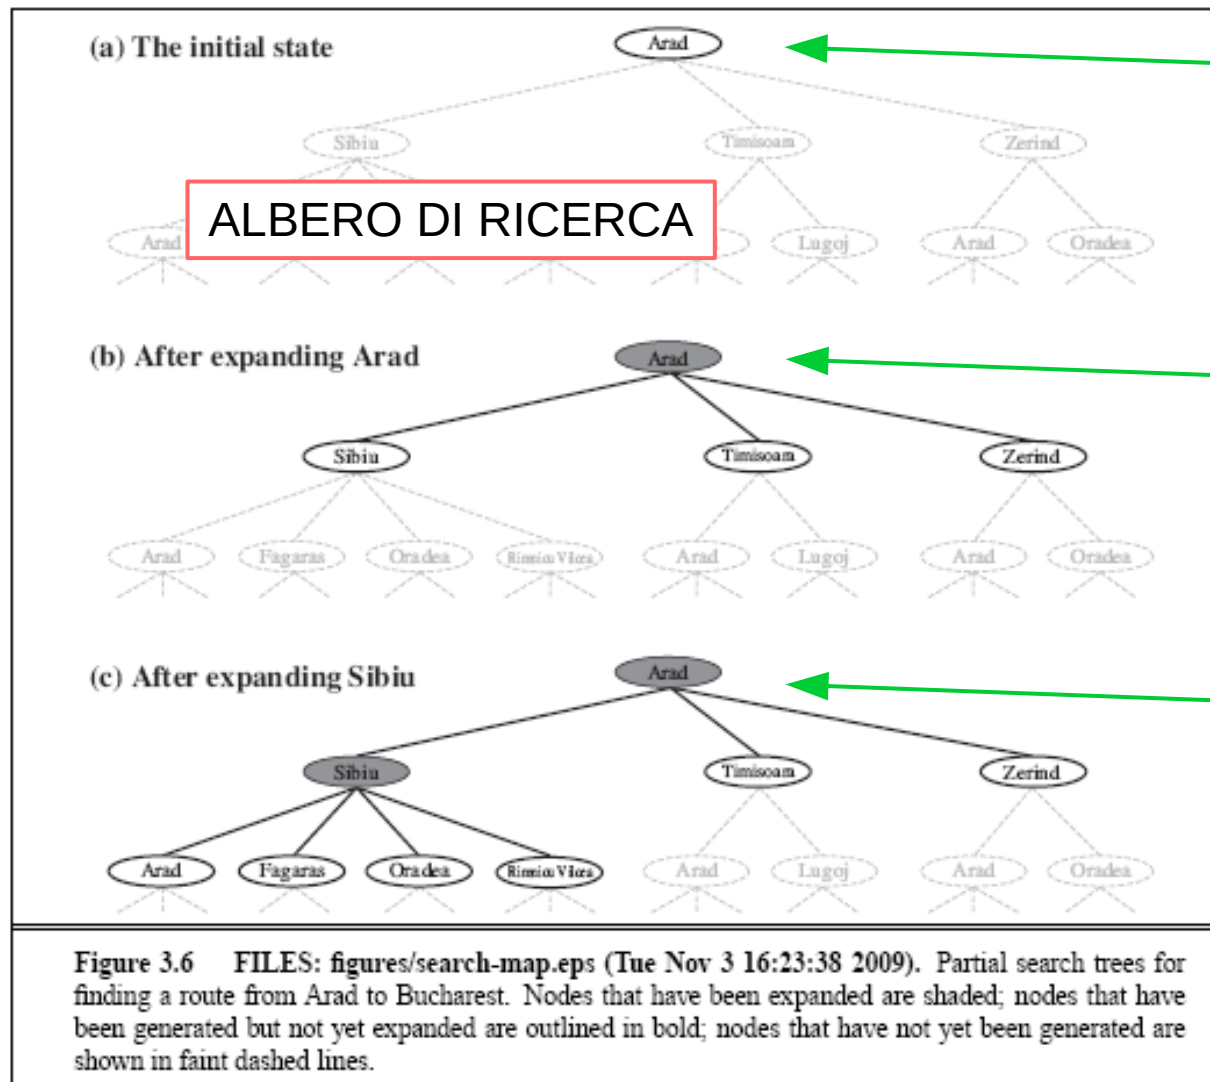 (a) The initial state
Arad
Sibiu Timisoara Zerind
ALBERO DI RICERCA
Arad Lugoj Arad Oradea
(b) After expanding Arad
Arad
Sibiu Timisoara Zerind
Arad Fagaras Oradea Rimnicu Vilcea Arad Lugoj Arad Oradea
(c) After expanding Sibiu
Arad
Sibiu Timisoara Zerind
Arad Fagaras Oradea Rimnicu Vilcea Arad Lugoj Arad Oradea
Figure 3.6 FILES: figures/search-map.eps (Tue Nov 3 16:23:38 2009). Partial search trees for
finding a route from Arad to Bucharest. Nodes that have been expanded are shaded; nodes that have
been generated but not yet expanded are outlined in bold; nodes that have not yet been generated are
shown in faint dashed lines.